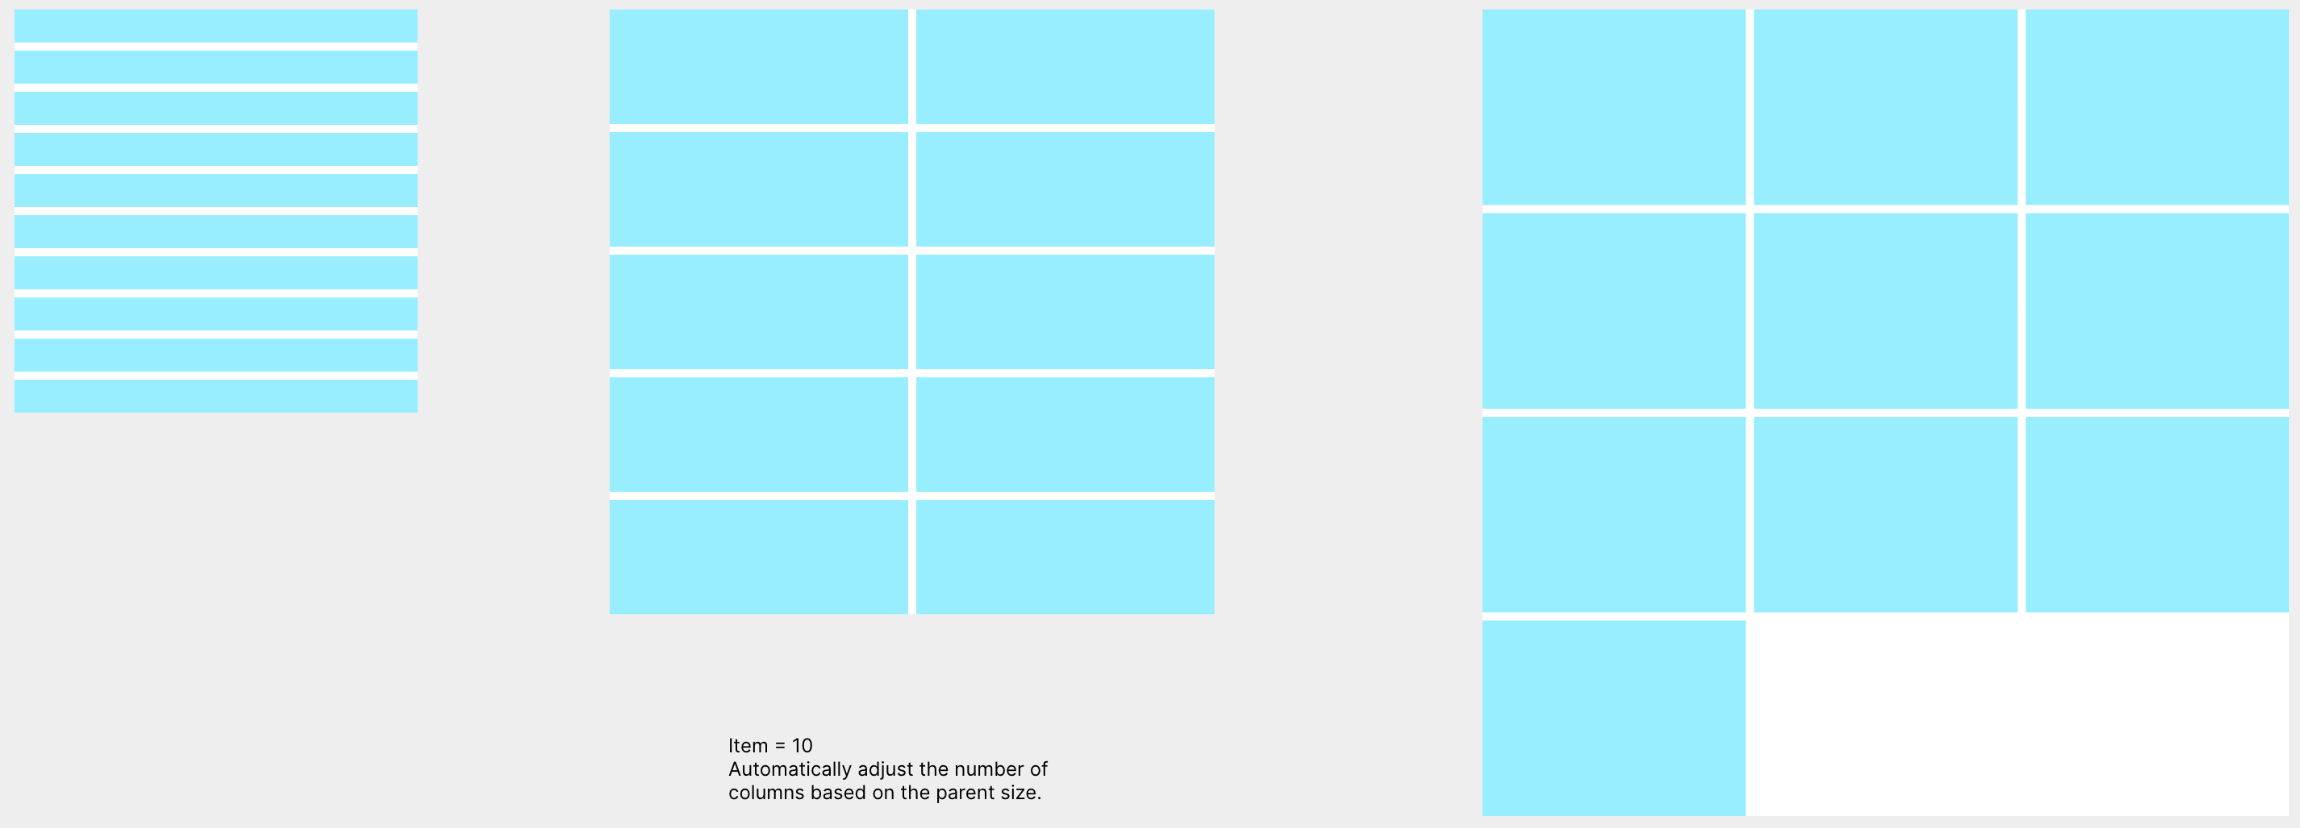 Item = 10
Automatically adjust the number of
columns based on the parent size.